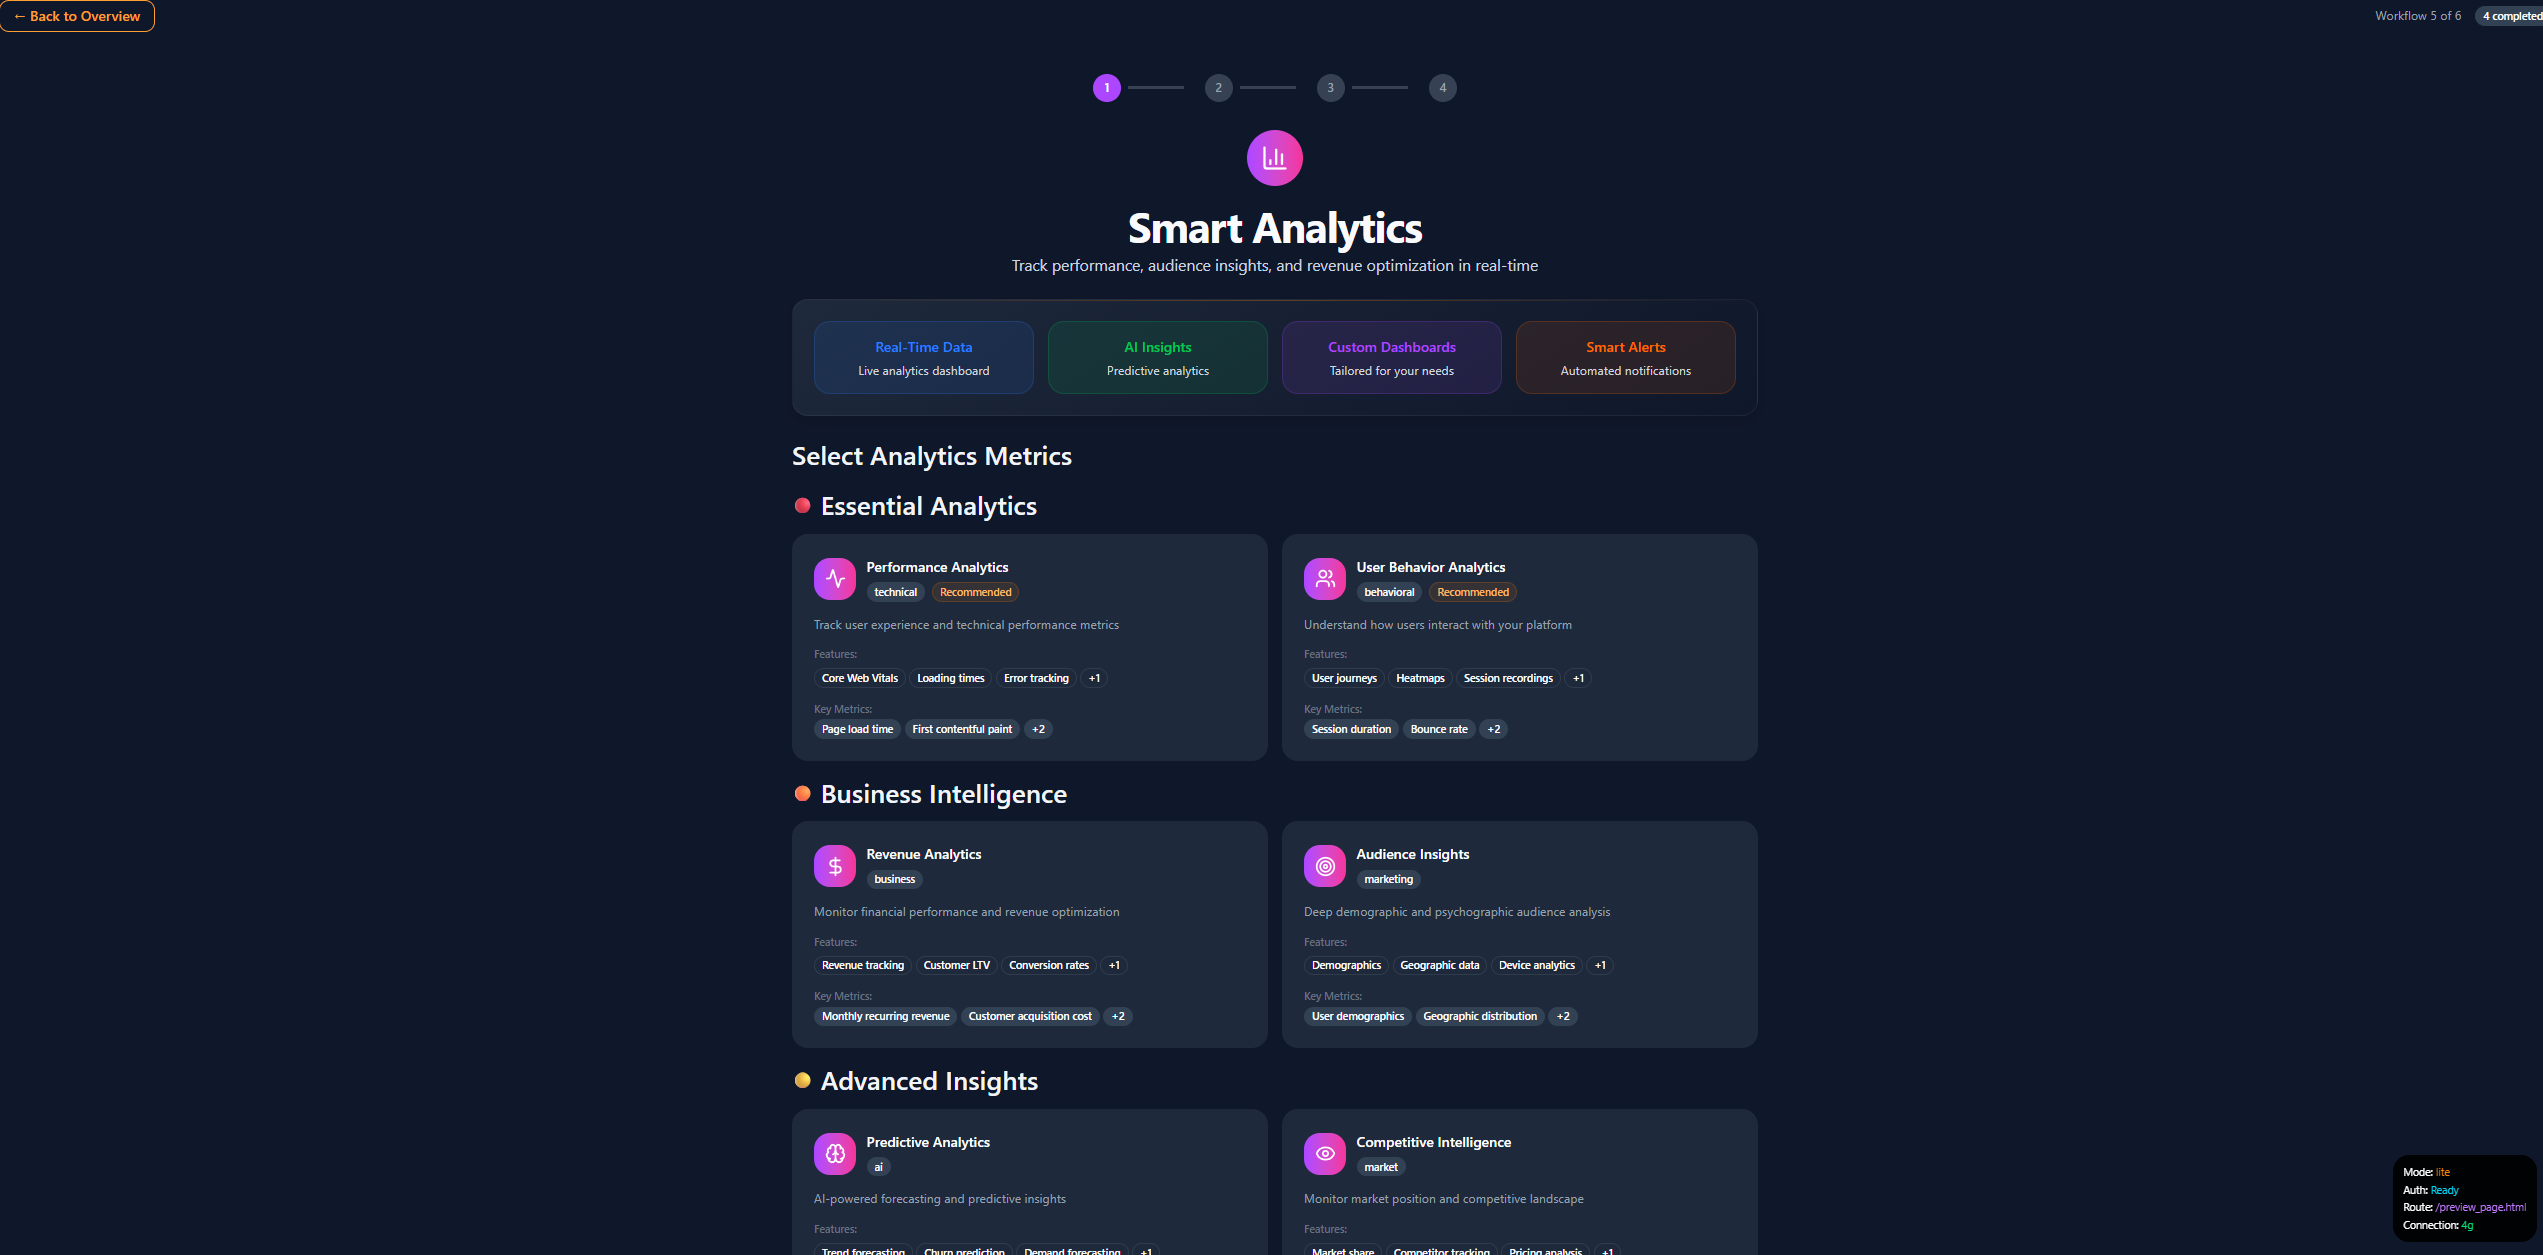 ← Back to Overview
Workflow 5 of 6
4 completed
1
2
3
4
Smart Analytics
Track performance, audience insights, and revenue optimization in real-time
Real-Time Data
Live analytics dashboard
AI Insights
Predictive analytics
Custom Dashboards
Tailored for your needs
Smart Alerts
Automated notifications
Select Analytics Metrics
Essential Analytics
Performance Analytics
technical Recommended
Track user experience and technical performance metrics
Features:
Core Web Vitals Loading times Error tracking +1
Key Metrics:
Page load time First contentful paint +2
User Behavior Analytics
behavioral Recommended
Understand how users interact with your platform
Features:
User journeys Heatmaps Session recordings +1
Key Metrics:
Session duration Bounce rate +2
Business Intelligence
Revenue Analytics
business
Monitor financial performance and revenue optimization
Features:
Revenue tracking Customer LTV Conversion rates +1
Key Metrics:
Monthly recurring revenue Customer acquisition cost +2
Audience Insights
marketing
Deep demographic and psychographic audience analysis
Features:
Demographics Geographic data Device analytics +1
Key Metrics:
User demographics Geographic distribution +2
Advanced Insights
Predictive Analytics
ai
AI-powered forecasting and predictive insights
Features:
Trend forecasting Churn prediction Demand forecasting +1
Competitive Intelligence
market
Monitor market position and competitive landscape
Features:
Market share Competitor tracking Pricing analysis +1
Mode: lite
Auth: Ready
Route: /preview_page.html
Connection: 4g